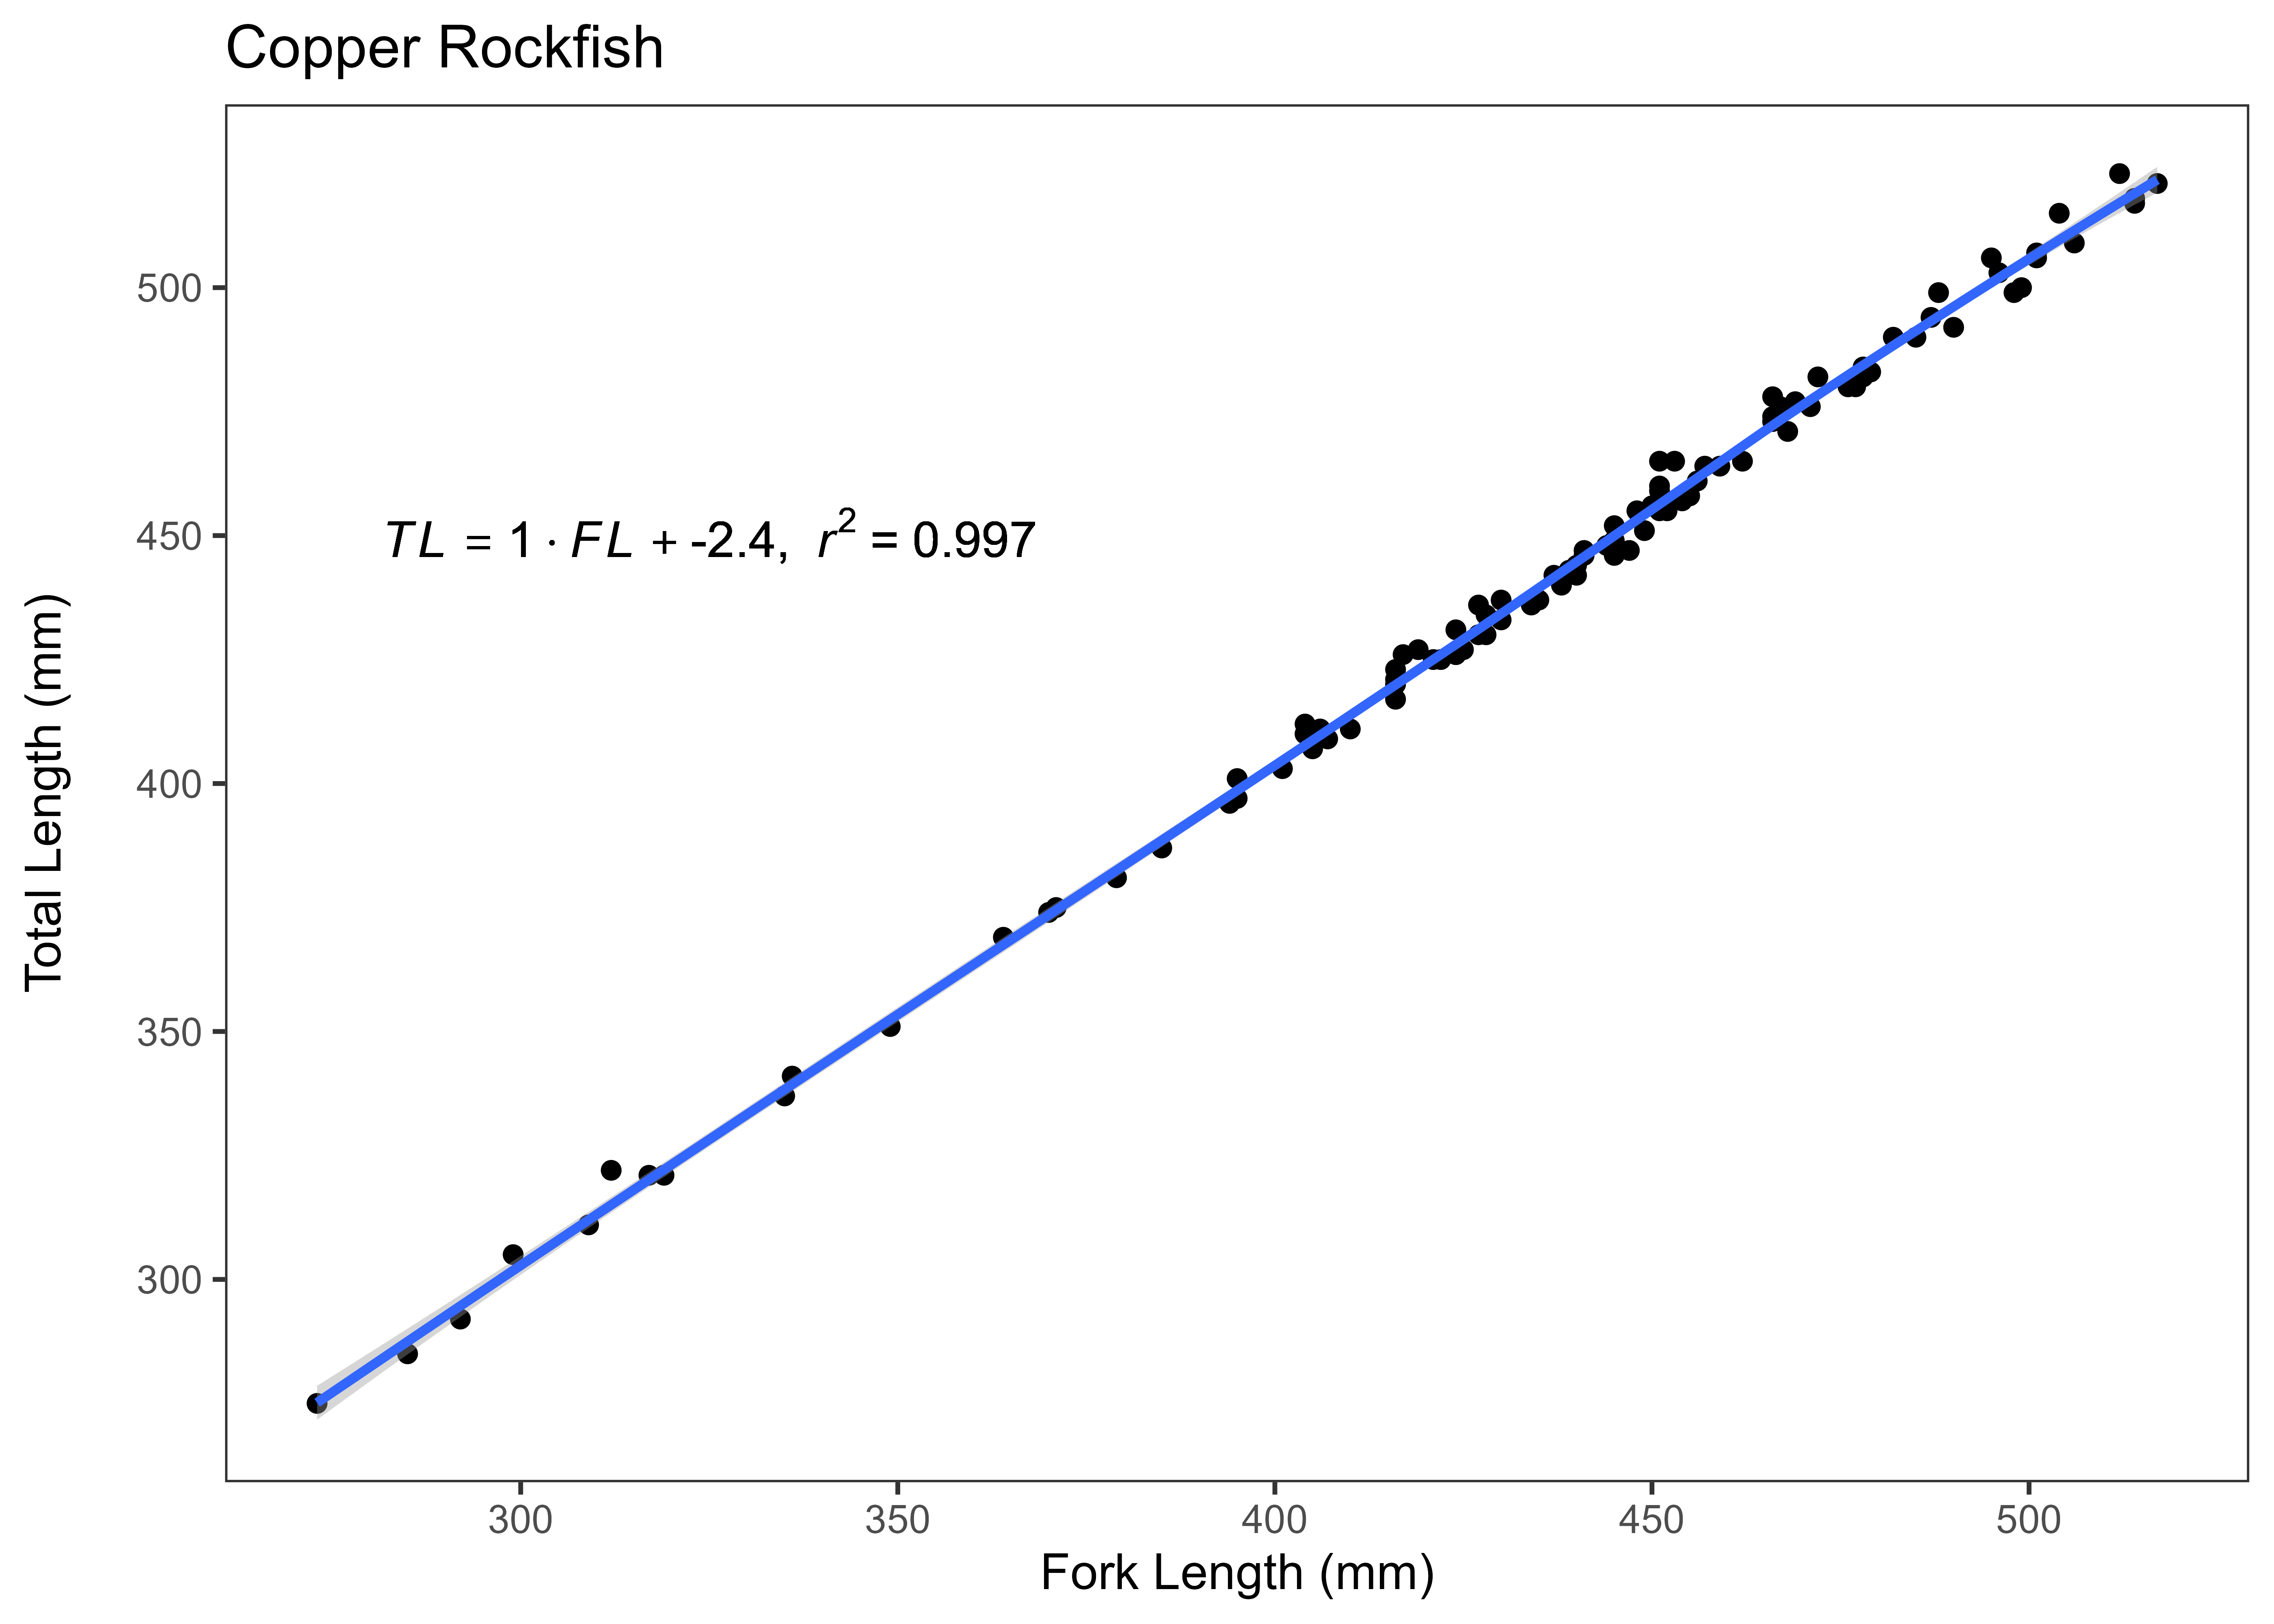 Copper Rockfish
500
450
400
350
300
TL = 1 · FL + -2.4, r² = 0.997
Total Length (mm)
300 350 400 450 500
Fork Length (mm)